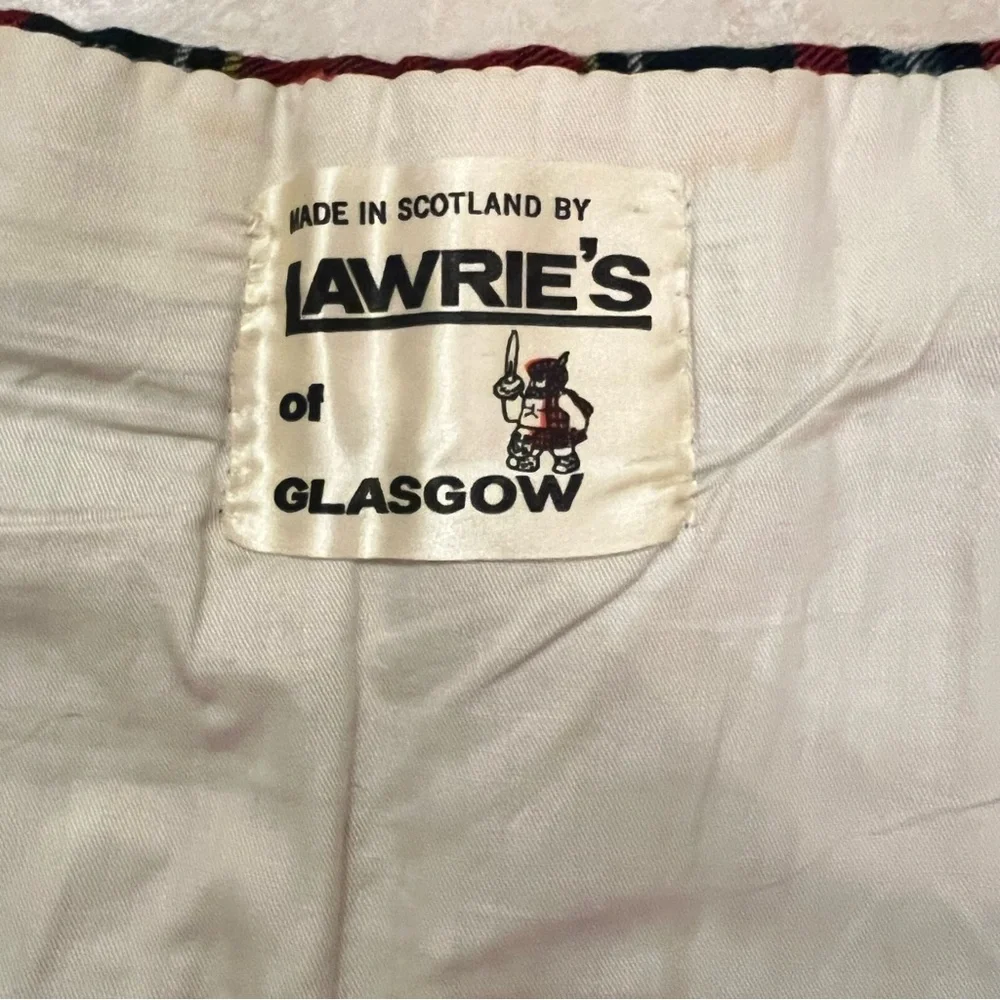 MADE IN SCOTLAND BY
LAWRIE'S
of
GLASGOW